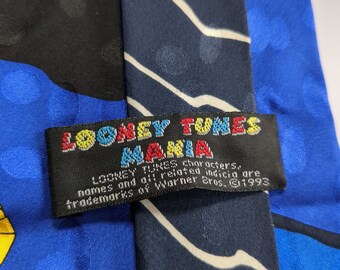 LOONEY TUNES
MANIA
LOONEY TUNES characters,
names and all related indicia are
trademarks of Warner Bros. ©1993